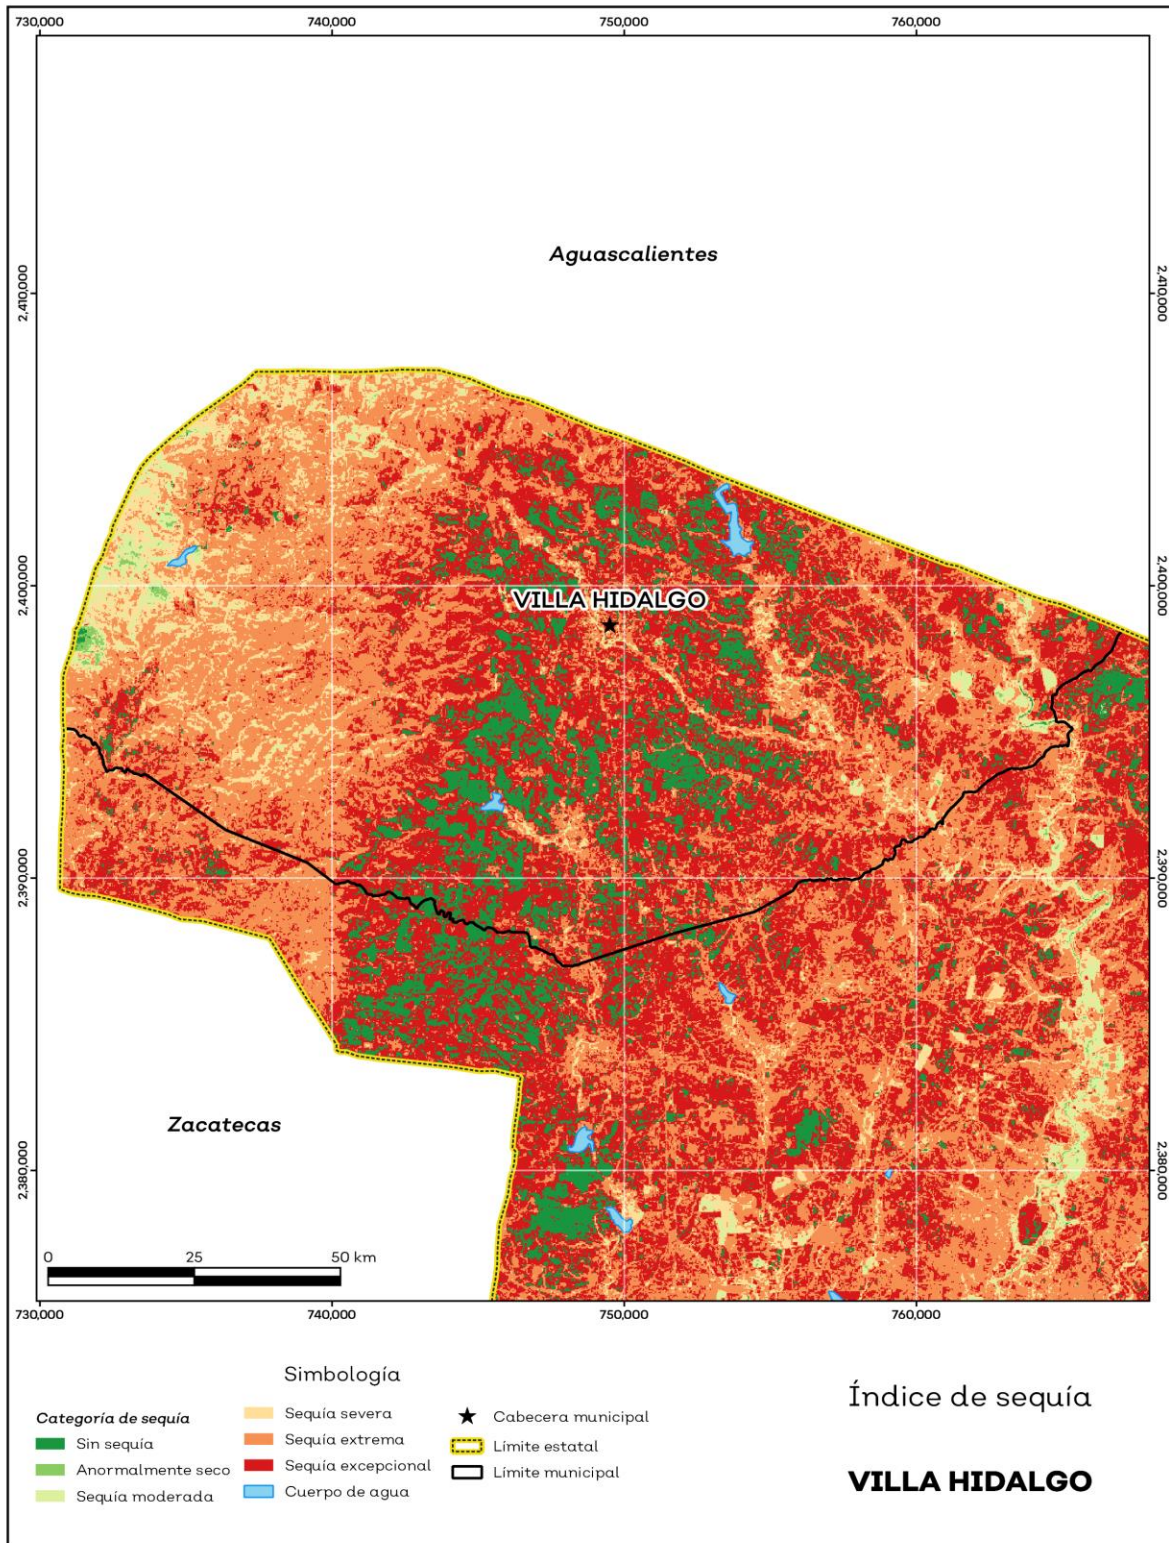 730,000 740,000 750,000 760,000
Aguascalientes
2,410,000 2,410,000
2,400,000 2,400,000
VILLA HIDALGO
2,390,000 2,390,000
Zacatecas
2,380,000 2,380,000
0 25 50 km
730,000 740,000 750,000 760,000
Simbología
Categoría de sequía
Sin sequía
Anormalmente seco
Sequía moderada
Sequía severa
Sequía extrema
Sequía excepcional
Cuerpo de agua
Cabecera municipal
Límite estatal
Límite municipal
Índice de sequía
VILLA HIDALGO